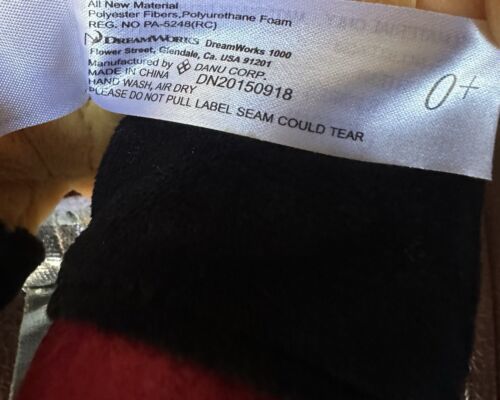 All New Material
Polyester Fibers,Polyurethane Foam
REG. NO PA-5248(RC)
DREAMWORKS DreamWorks 1000
Flower Street, Glendale, Ca. USA 91201
Manufactured by DANU CORP.
MADE IN CHINA DN20150918
HAND WASH, AIR DRY
PLEASE DO NOT PULL LABEL SEAM COULD TEAR
0+